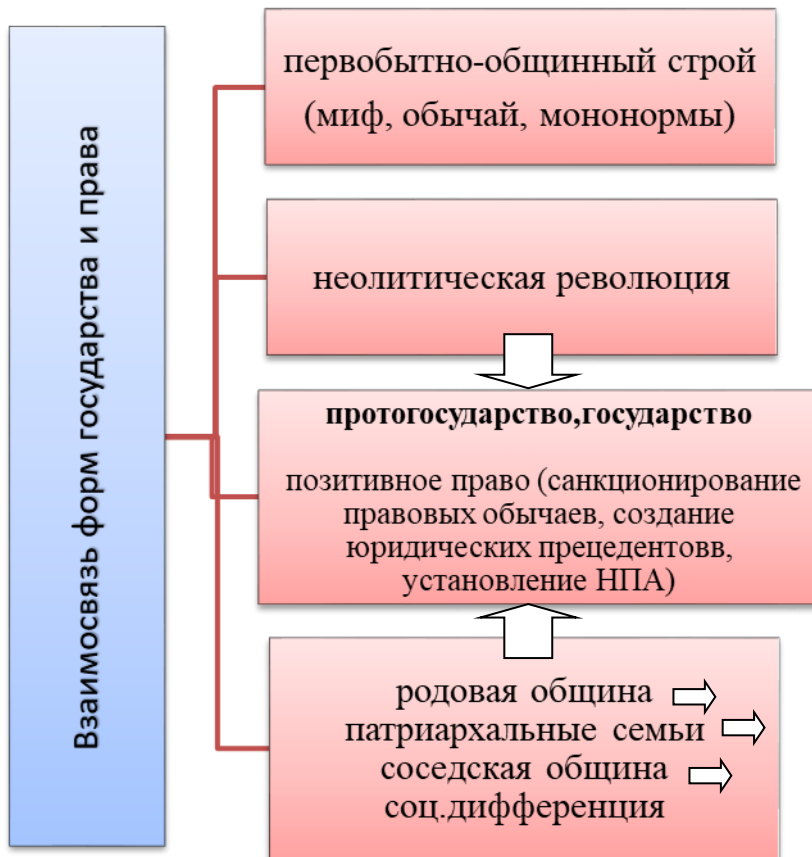 Взаимосвязь форм государства и права
первобытно-общинный строй
(миф, обычай, мононормы)
неолитическая революция
протогосударство,государство
позитивное право (санкционирование
правовых обычаев, создание
юридических прецедентовв,
установление НПА)
родовая община
патриархальные семьи
соседская община
соц.дифференция